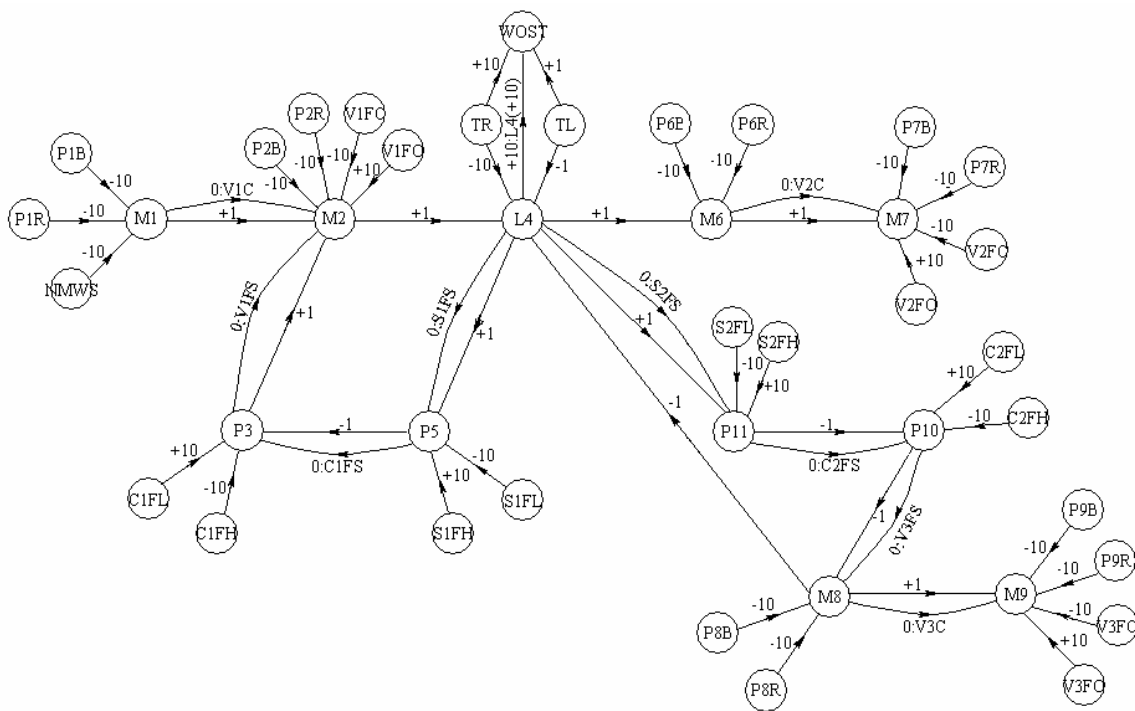 WOST
+10
+1
+10:L4(+10)
TR
TL
-10
-1
P1B
-10
P1R
-10
NMWS
-10
M1
0:V1C
+1
P2B
-10
P2R
-10
V1FC
-10
V1FO
+10
M2
+1
L4
+1
P6B
-10
P6R
-10
M6
0:V2C
+1
P7B
-10
P7R
-10
V2FC
-10
V2FO
+10
M7
0:V1FS
+1
0:S1FS
+1
0:S2FS
+1
-1
P3
-1
0:C1FS
P5
C1FL
+10
C1FH
-10
S1FH
+10
S1FL
-10
S2FL
-10
S2FH
+10
P11
-1
0:C2FS
P10
C2FL
+10
C2FH
-10
-1
0:V3FS
M8
+1
0:V3C
M9
P8B
-10
P8R
-10
P9B
-10
P9R
-10
V3FC
-10
V3FO
+10